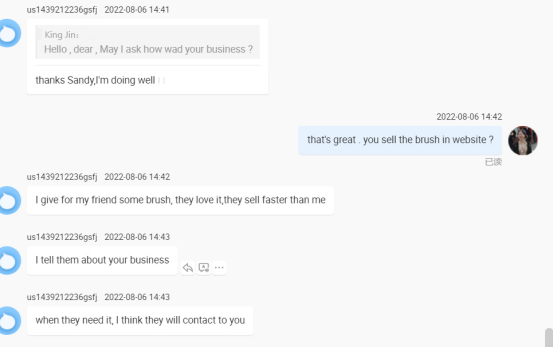 us1439212236gsfj 2022-08-06 14:41
King Jin:
Hello , dear , May I ask how wad your business ?
thanks Sandy,I'm doing well
2022-08-06 14:42
that's great . you sell the brush in website ?
已读
us1439212236gsfj 2022-08-06 14:42
I give for my friend some brush, they love it,they sell faster than me
us1439212236gsfj 2022-08-06 14:43
I tell them about your business
us1439212236gsfj 2022-08-06 14:43
when they need it, I think they will contact to you